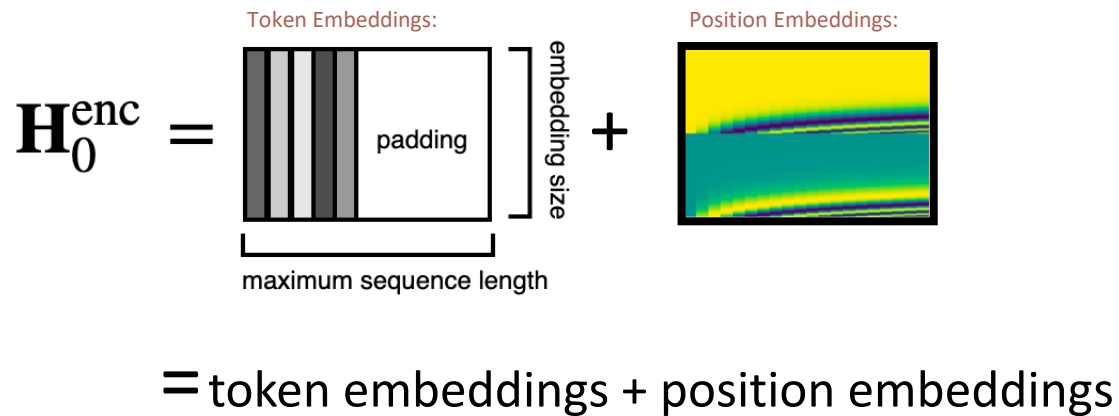 Token Embeddings:
Position Embeddings:
H₀ᵉⁿᶜ =
padding
embedding size
+
maximum sequence length
= token embeddings + position embeddings